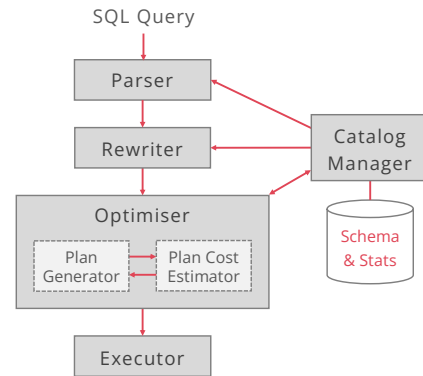 SQL Query
Parser
Rewriter
Catalog
Manager
Optimiser
Plan
Generator
Plan Cost
Estimator
Schema
& Stats
Executor